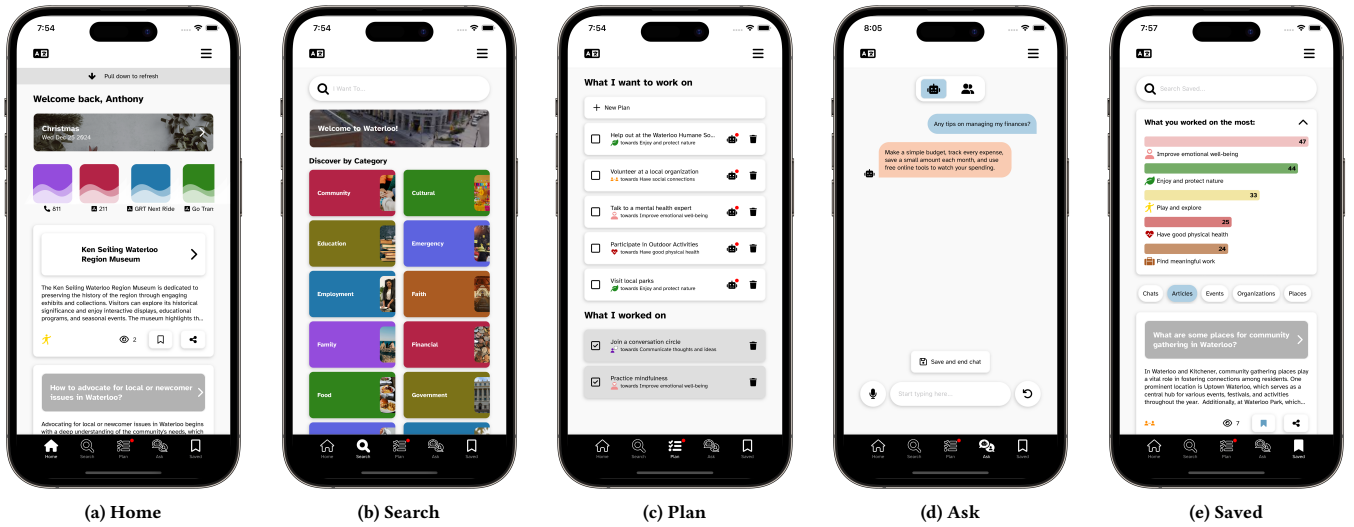 7:54
Pull down to refresh
Welcome back, Anthony
Christmas
Wed Dec 25 2024
811
211
GRT Next Ride
Go Tran
Ken Seiling Waterloo
Region Museum
The Ken Seiling Waterloo Region Museum is dedicated to
preserving the history of the region through engaging
exhibits and collections. Visitors can explore its historical
significance and enjoy interactive displays, educational
programs, and seasonal events. The museum highlights th...
2
How to advocate for local or newcomer
issues in Waterloo?
Advocating for local or newcomer issues in Waterloo begins
with a deep understanding of the community's needs, which
Home
Search
Plan
Ask
Saved
(a) Home
7:54
I Want To...
Welcome to Waterloo!
Discover by Category
Community
Cultural
Education
Emergency
Employment
Faith
Family
Financial
Food
Government
Home
Search
Plan
Ask
Saved
(b) Search
7:54
What I want to work on
+ New Plan
Help out at the Waterloo Humane So...
towards Enjoy and protect nature
Volunteer at a local organization
towards Have social connections
Talk to a mental health expert
towards Improve emotional well-being
Participate In Outdoor Activities
towards Have good physical health
Visit local parks
towards Enjoy and protect nature
What I worked on
Join a conversation circle
towards Communicate thoughts and ideas
Practice mindfulness
towards Improve emotional well-being
Home
Search
Plan
Ask
Saved
(c) Plan
8:05
Any tips on managing my finances?
Make a simple budget, track every expense,
save a small amount each month, and use
free online tools to watch your spending.
Save and end chat
Start typing here...
Home
Search
Plan
Ask
Saved
(d) Ask
7:57
Search Saved...
What you worked on the most:
47
Improve emotional well-being
44
Enjoy and protect nature
33
Play and explore
25
Have good physical health
24
Find meaningful work
Chats
Articles
Events
Organizations
Places
What are some places for community
gathering in Waterloo?
In Waterloo and Kitchener, community gathering places play
a vital role in fostering connections among residents. One
prominent location is Uptown Waterloo, which serves as a
central hub for various events, festivals, and activities
throughout the year. Additionally, at Waterloo Park, which...
7
Home
Search
Plan
Ask
Saved
(e) Saved